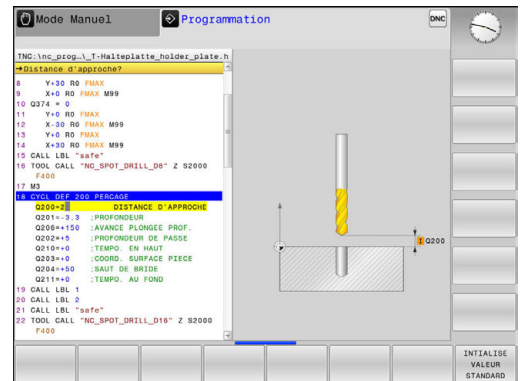 Mode Manuel
Programmation
DNC
TNC:\nc_prog…\_T-Halteplatte_holder_plate.h
→Distance d'approche?
8 Y+30 R0 FMAX
9 X+0 R0 FMAX M99
10 Q374 = 0
11 Y+0 R0 FMAX
12 X-30 R0 FMAX M99
13 Y+0 R0 FMAX
14 X+30 R0 FMAX M99
15 CALL LBL "safe"
16 TOOL CALL "NC_SPOT_DRILL_D8" Z S2000
F400
17 M3
18 CYCL DEF 200 PERCAGE
Q200=2 DISTANCE D'APPROCHE
Q201=-3.3 ;PROFONDEUR
Q206=+150 ;AVANCE PLONGEE PROF.
Q202=+5 ;PROFONDEUR DE PASSE
Q210=+0 ;TEMPO. EN HAUT
Q203=+0 ;COORD. SURFACE PIECE
Q204=+50 ;SAUT DE BRIDE
Q211=+0 ;TEMPO. AU FOND
19 CALL LBL 1
20 CALL LBL 2
21 CALL LBL "safe"
22 TOOL CALL "NC_SPOT_DRILL_D16" Z S2000
F400
I Q200
INTIALISE
VALEUR
STANDARD